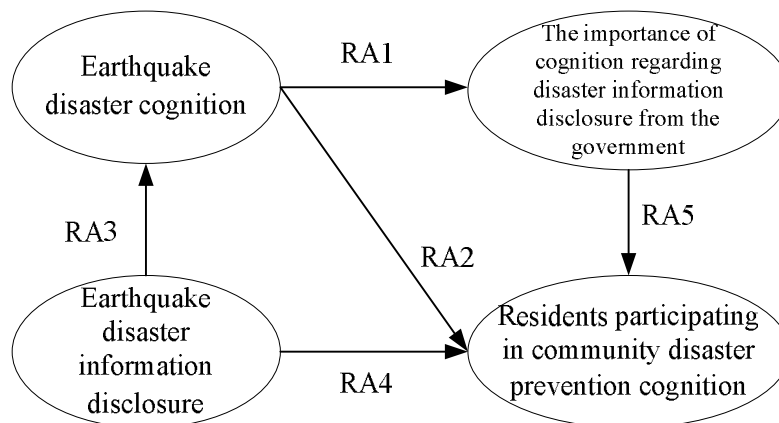 Earthquake
disaster cognition
RA1
The importance of
cognition regarding
disaster information
disclosure from the
government
RA3
RA2
RA5
Earthquake
disaster
information
disclosure
RA4
Residents participating
in community disaster
prevention cognition